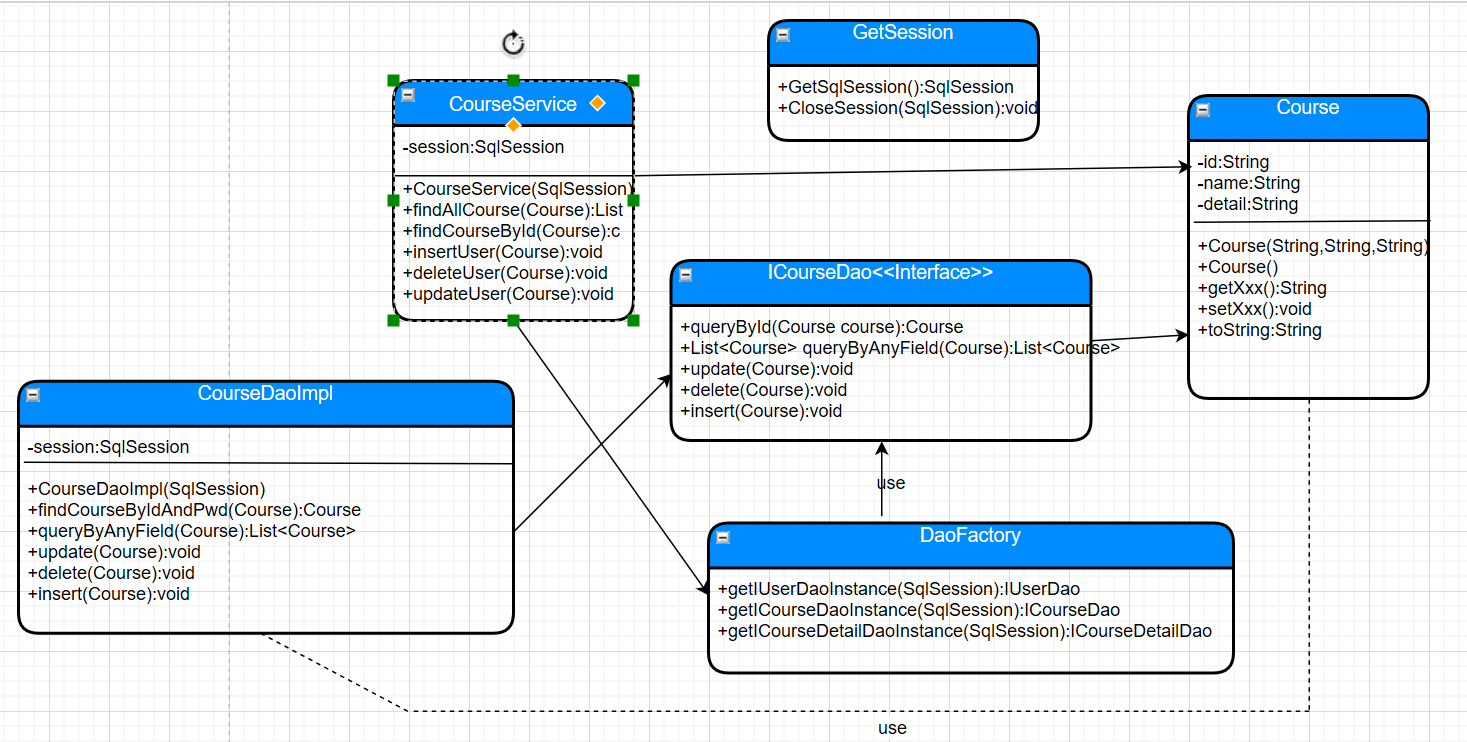 GetSession
+GetSqlSession():SqlSession
+CloseSession(SqlSession):void
CourseService
-session:SqlSession
+CourseService(SqlSession)
+findAllCourse(Course):List
+findCourseById(Course):c
+insertUser(Course):void
+deleteUser(Course):void
+updateUser(Course):void
Course
-id:String
-name:String
-detail:String
+Course(String,String,String)
+Course()
+getXxx():String
+setXxx():void
+toString:String
ICourseDao<<Interface>>
+queryById(Course course):Course
+List<Course> queryByAnyField(Course):List<Course>
+update(Course):void
+delete(Course):void
+insert(Course):void
CourseDaoImpl
-session:SqlSession
+CourseDaoImpl(SqlSession)
+findCourseByIdAndPwd(Course):Course
+queryByAnyField(Course):List<Course>
+update(Course):void
+delete(Course):void
+insert(Course):void
use
DaoFactory
+getIUserDaoInstance(SqlSession):IUserDao
+getICourseDaoInstance(SqlSession):ICourseDao
+getICourseDetailDaoInstance(SqlSession):ICourseDetailDao
use